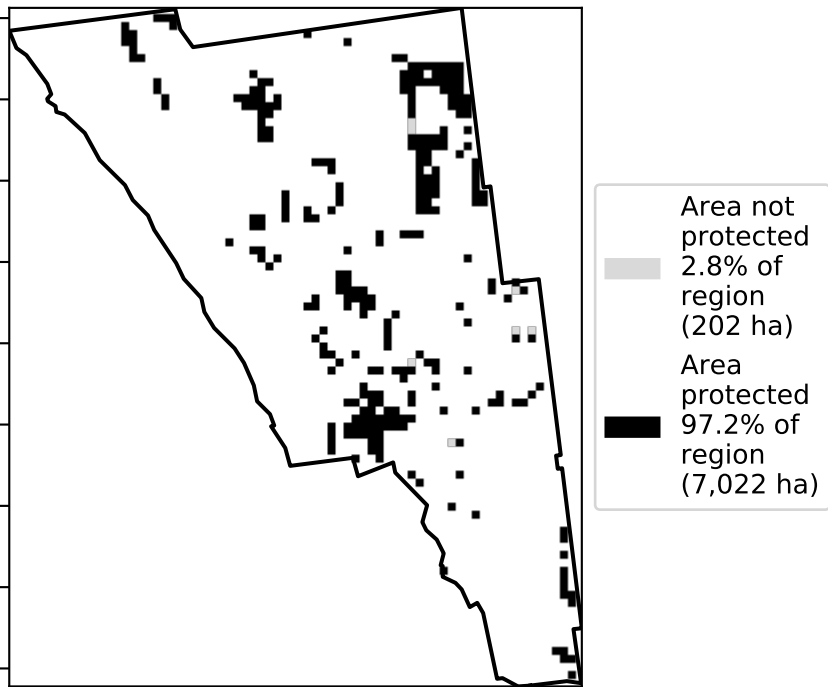 Area not
protected
2.8% of
region
(202 ha)
Area
protected
97.2% of
region
(7,022 ha)